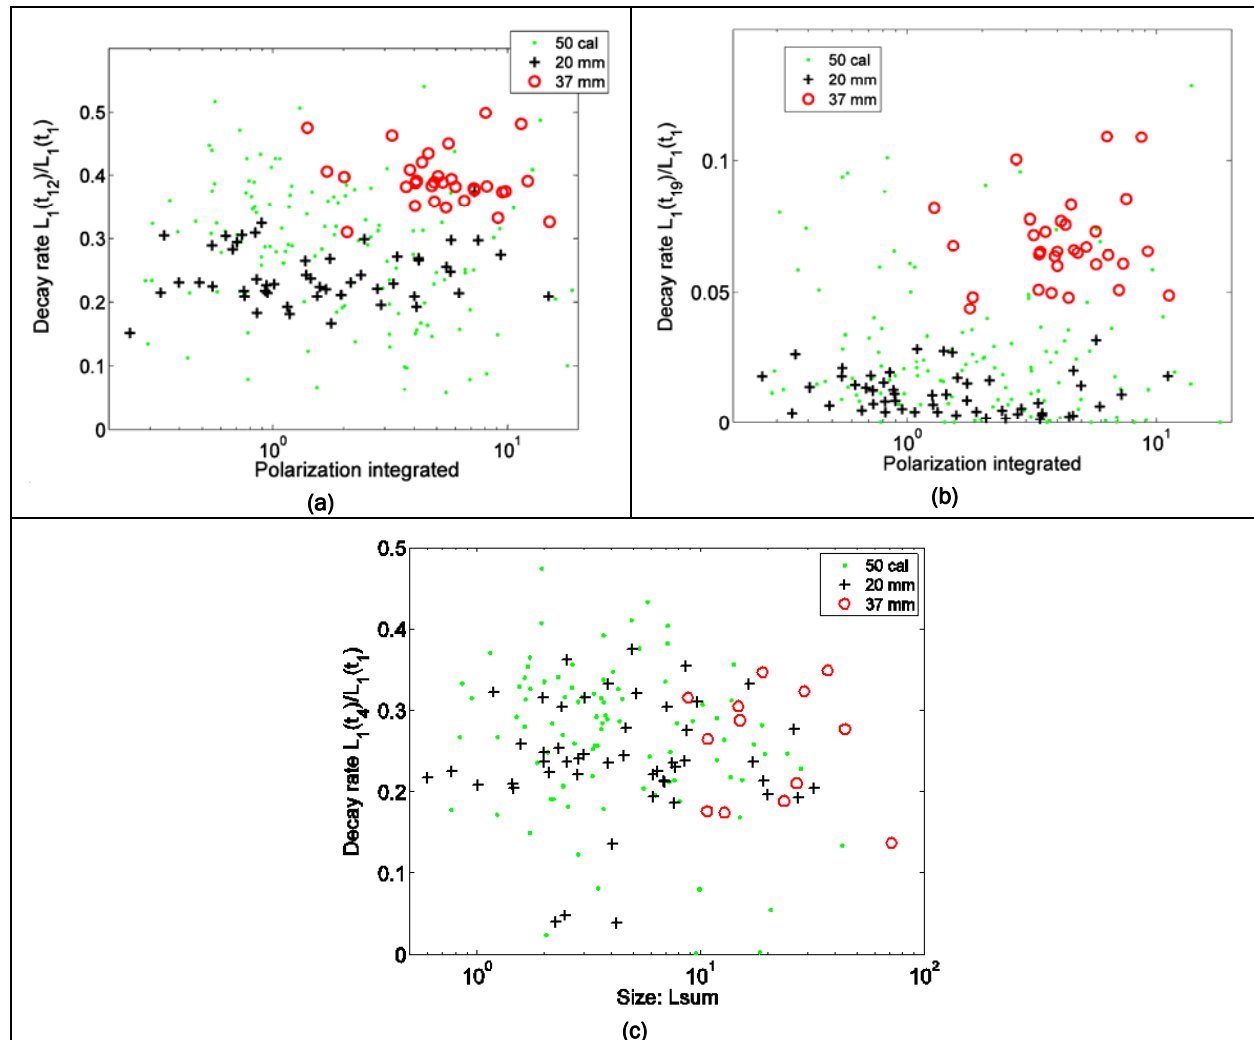 50 cal
20 mm
37 mm
0.5
0.4
0.3
0.2
0.1
0
Decay rate L1(t12)/L1(t1)
10^0
10^1
Polarization integrated
(a)
50 cal
20 mm
37 mm
0.1
0.05
0
Decay rate L1(t19)/L1(t1)
10^0
10^1
Polarization integrated
(b)
50 cal
20 mm
37 mm
0.5
0.4
0.3
0.2
0.1
0
Decay rate L1(t4)/L1(t1)
10^0
10^1
10^2
Size: Lsum
(c)